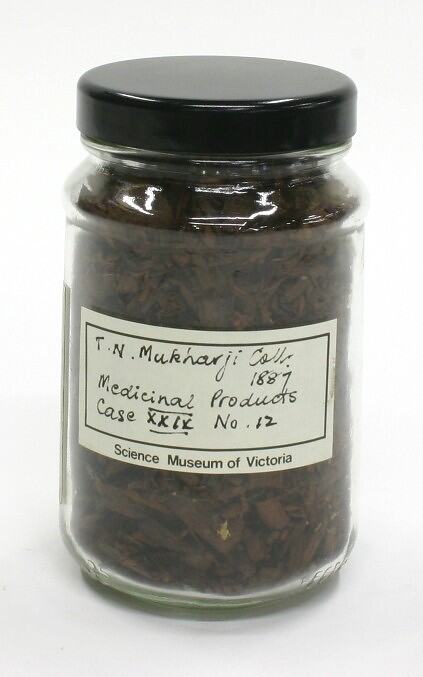 T.N. Mukharji Coll.
1887
Medicinal Products
Case XXIX No. 12
Science Museum of Victoria